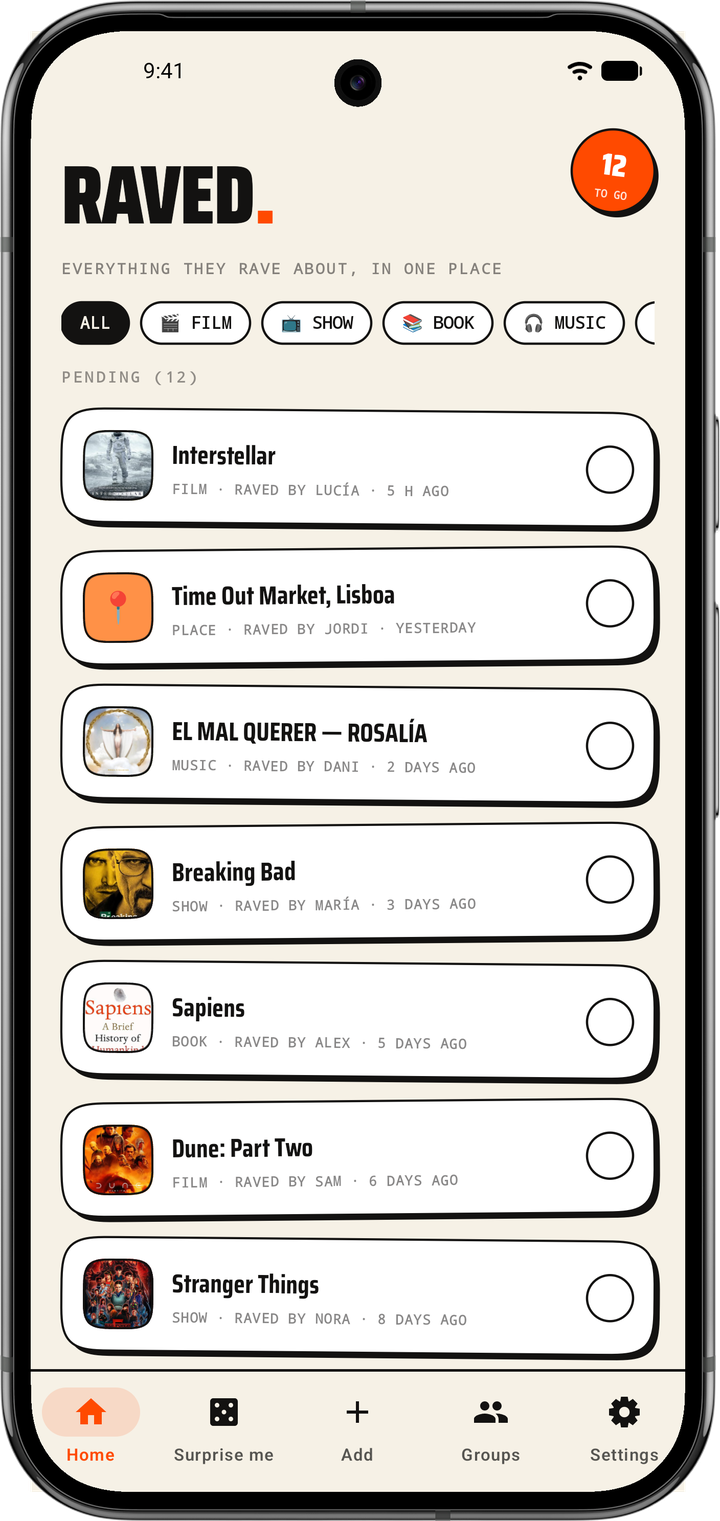 9:41
12
TO GO
RAVED.
EVERYTHING THEY RAVE ABOUT, IN ONE PLACE
ALL
🎬 FILM
📺 SHOW
📚 BOOK
🎧 MUSIC
PENDING (12)
Interstellar
FILM · RAVED BY LUCÍA · 5 H AGO
Time Out Market, Lisboa
PLACE · RAVED BY JORDI · YESTERDAY
EL MAL QUERER — ROSALÍA
MUSIC · RAVED BY DANI · 2 DAYS AGO
Breaking Bad
SHOW · RAVED BY MARÍA · 3 DAYS AGO
Breaking
Sapiens
A Brief
History of
Humankind
Sapiens
BOOK · RAVED BY ALEX · 5 DAYS AGO
Dune: Part Two
FILM · RAVED BY SAM · 6 DAYS AGO
DUN
Stranger Things
SHOW · RAVED BY NORA · 8 DAYS AGO
Home
Surprise me
Add
Groups
Settings